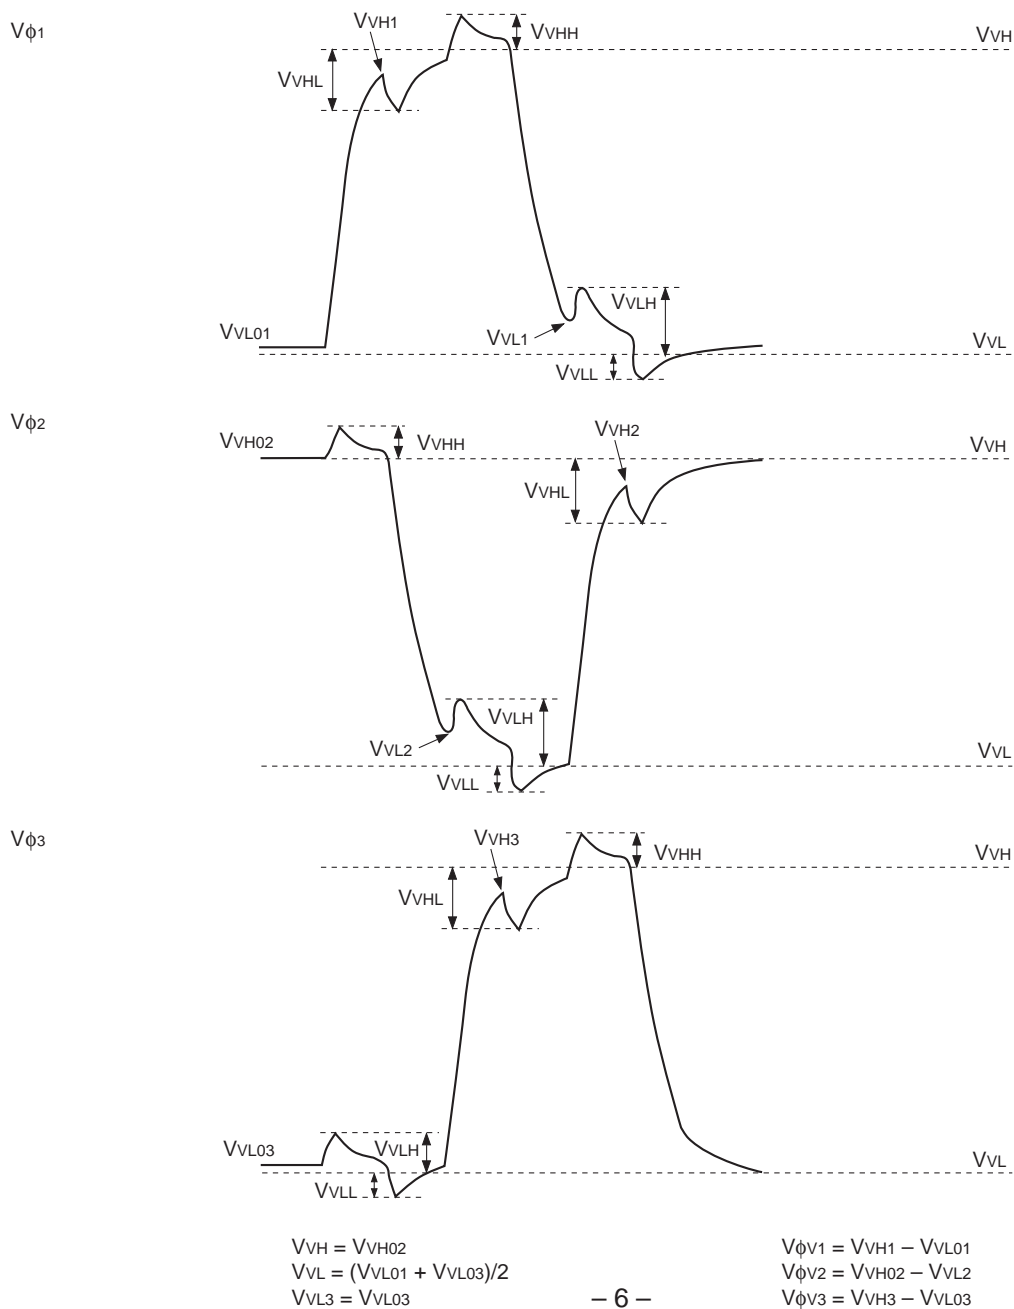 Vϕ1
VVH1
VVHH
VVH
VVHL
VVLH
VVL01
VVL1
VVL
VVLL
Vϕ2
VVH02
VVHH
VVH2
VVH
VVHL
VVLH
VVL2
VVL
VVLL
Vϕ3
VVH3
VVHH
VVH
VVHL
VVL03
VVLH
VVL
VVLL
VVH = VVH02
VVL = (VVL01 + VVL03)/2
VVL3 = VVL03
VϕV1 = VVH1 – VVL01
VϕV2 = VVH02 – VVL2
VϕV3 = VVH3 – VVL03
– 6 –